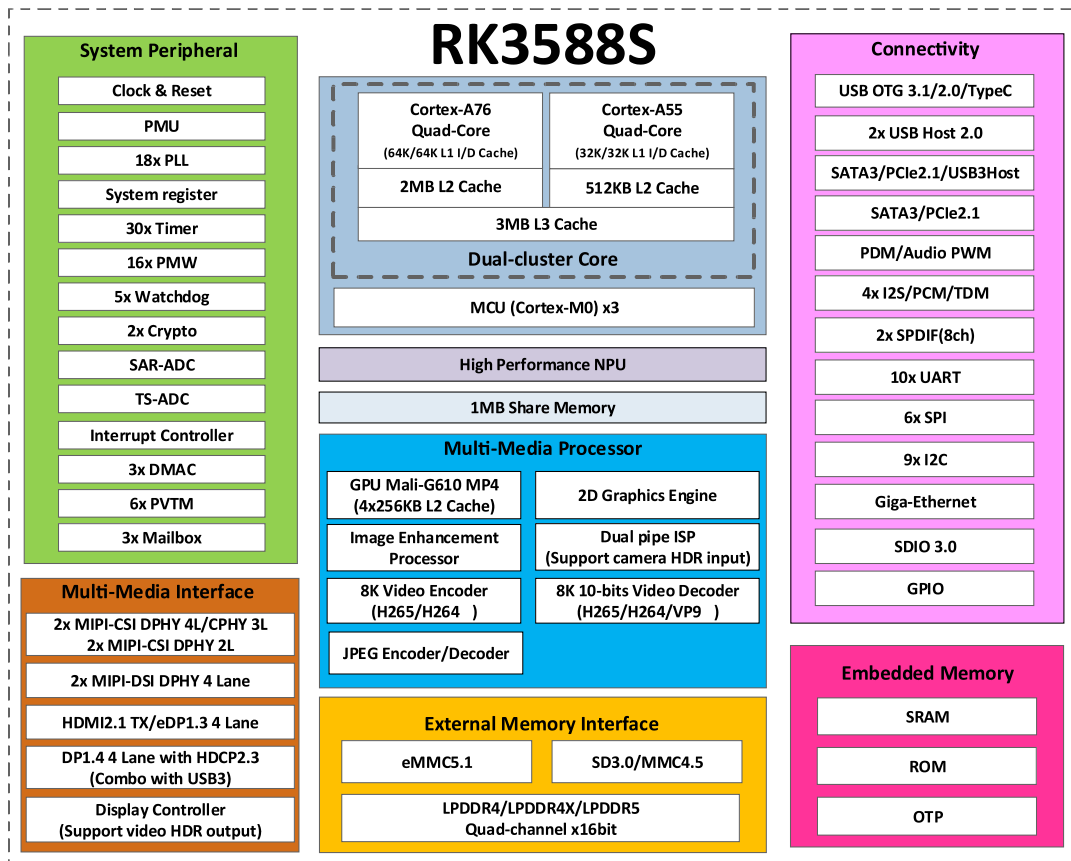 RK3588S
System Peripheral
Clock & Reset
PMU
18x PLL
System register
30x Timer
16x PMW
5x Watchdog
2x Crypto
SAR-ADC
TS-ADC
Interrupt Controller
3x DMAC
6x PVTM
3x Mailbox
Multi-Media Interface
2x MIPI-CSI DPHY 4L/CPHY 3L
2x MIPI-CSI DPHY 2L
2x MIPI-DSI DPHY 4 Lane
HDMI2.1 TX/eDP1.3 4 Lane
DP1.4 4 Lane with HDCP2.3
(Combo with USB3)
Display Controller
(Support video HDR output)
Cortex-A76
Quad-Core
(64K/64K L1 I/D Cache)
2MB L2 Cache
Cortex-A55
Quad-Core
(32K/32K L1 I/D Cache)
512KB L2 Cache
3MB L3 Cache
Dual-cluster Core
MCU (Cortex-M0) x3
High Performance NPU
1MB Share Memory
Multi-Media Processor
GPU Mali-G610 MP4
(4x256KB L2 Cache)
2D Graphics Engine
Image Enhancement
Processor
Dual pipe ISP
(Support camera HDR input)
8K Video Encoder
(H265/H264 )
8K 10-bits Video Decoder
(H265/H264/VP9 )
JPEG Encoder/Decoder
External Memory Interface
eMMC5.1
SD3.0/MMC4.5
LPDDR4/LPDDR4X/LPDDR5
Quad-channel x16bit
Connectivity
USB OTG 3.1/2.0/TypeC
2x USB Host 2.0
SATA3/PCIe2.1/USB3Host
SATA3/PCIe2.1
PDM/Audio PWM
4x I2S/PCM/TDM
2x SPDIF(8ch)
10x UART
6x SPI
9x I2C
Giga-Ethernet
SDIO 3.0
GPIO
Embedded Memory
SRAM
ROM
OTP